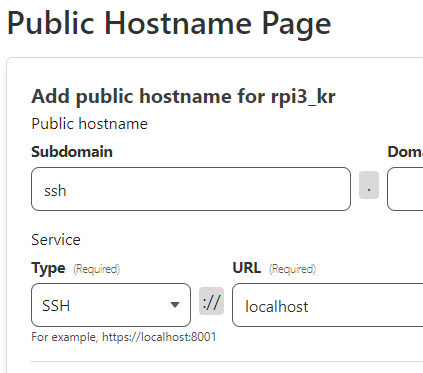 Public Hostname Page
Add public hostname for rpi3_kr
Public hostname
Subdomain
Doma
ssh
.
Service
Type (Required)
URL (Required)
SSH
://
localhost
For example, https://localhost:8001